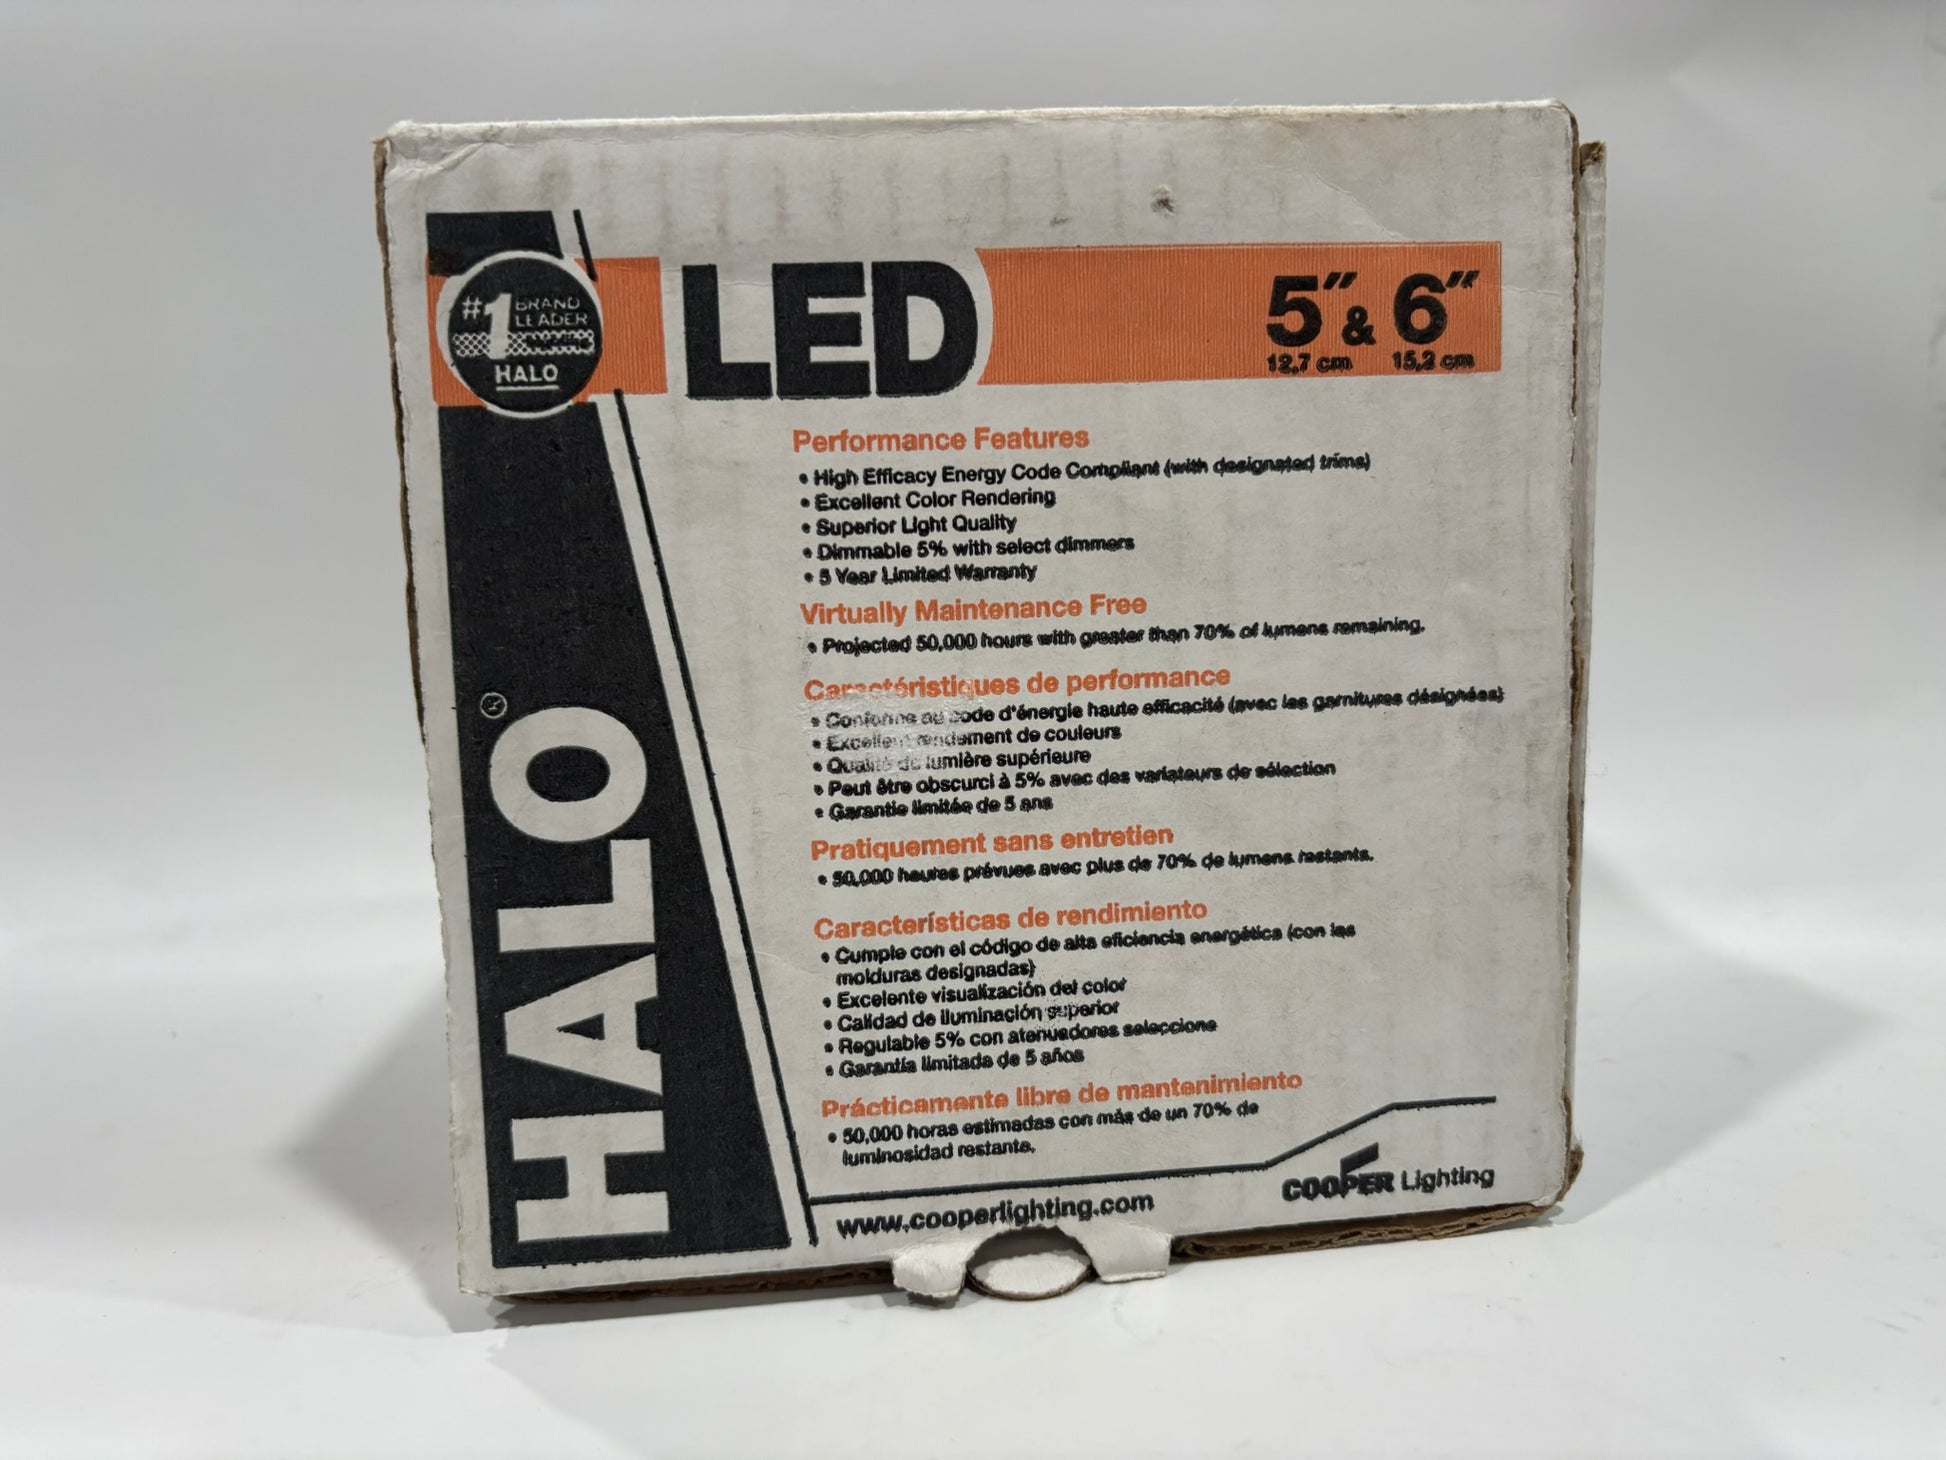 #1 BRAND
LEADER
HALO
LED
5" & 6"
12,7 cm 15,2 cm
Performance Features
• High Efficacy Energy Code Compliant (with designated trims)
• Excellent Color Rendering
• Superior Light Quality
• Dimmable 5% with select dimmers
• 5 Year Limited Warranty
Virtually Maintenance Free
• Projected 50,000 hours with greater than 70% of lumens remaining.
Caractéristiques de performance
• Conforme au code d'énergie haute efficacité (avec les garnitures désignées)
• Excellent rendement de couleurs
• Qualité de lumière supérieure
• Peut être obscurci à 5% avec des variateurs de sélection
• Garantie limitée de 5 ans
Pratiquement sans entretien
• 50,000 heures prévues avec plus de 70% de lumens restants.
Características de rendimiento
• Cumple con el código de alta eficiencia energética (con las
molduras designadas)
• Excelente visualización del color
• Calidad de iluminación superior
• Regulable 5% con atenuadores seleccione
• Garantía limitada de 5 años
Prácticamente libre de mantenimiento
• 50,000 horas estimadas con más de un 70% de
luminosidad restante.
www.cooperlighting.com
COOPER Lighting
HALO®